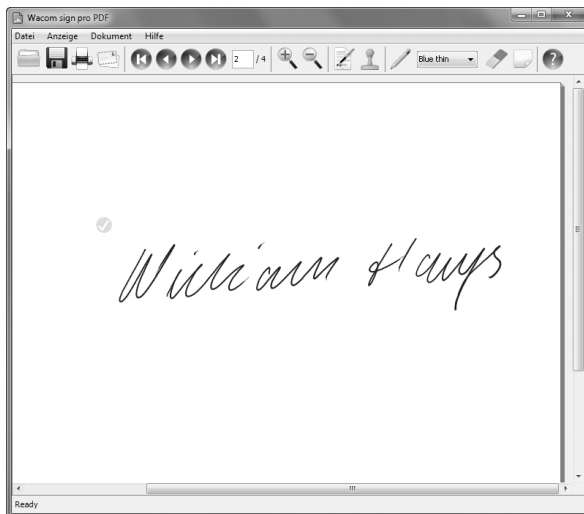 Wacom sign pro PDF
Datei Anzeige Dokument Hilfe
2 / 4 Blue thin ?
William Hays
Ready